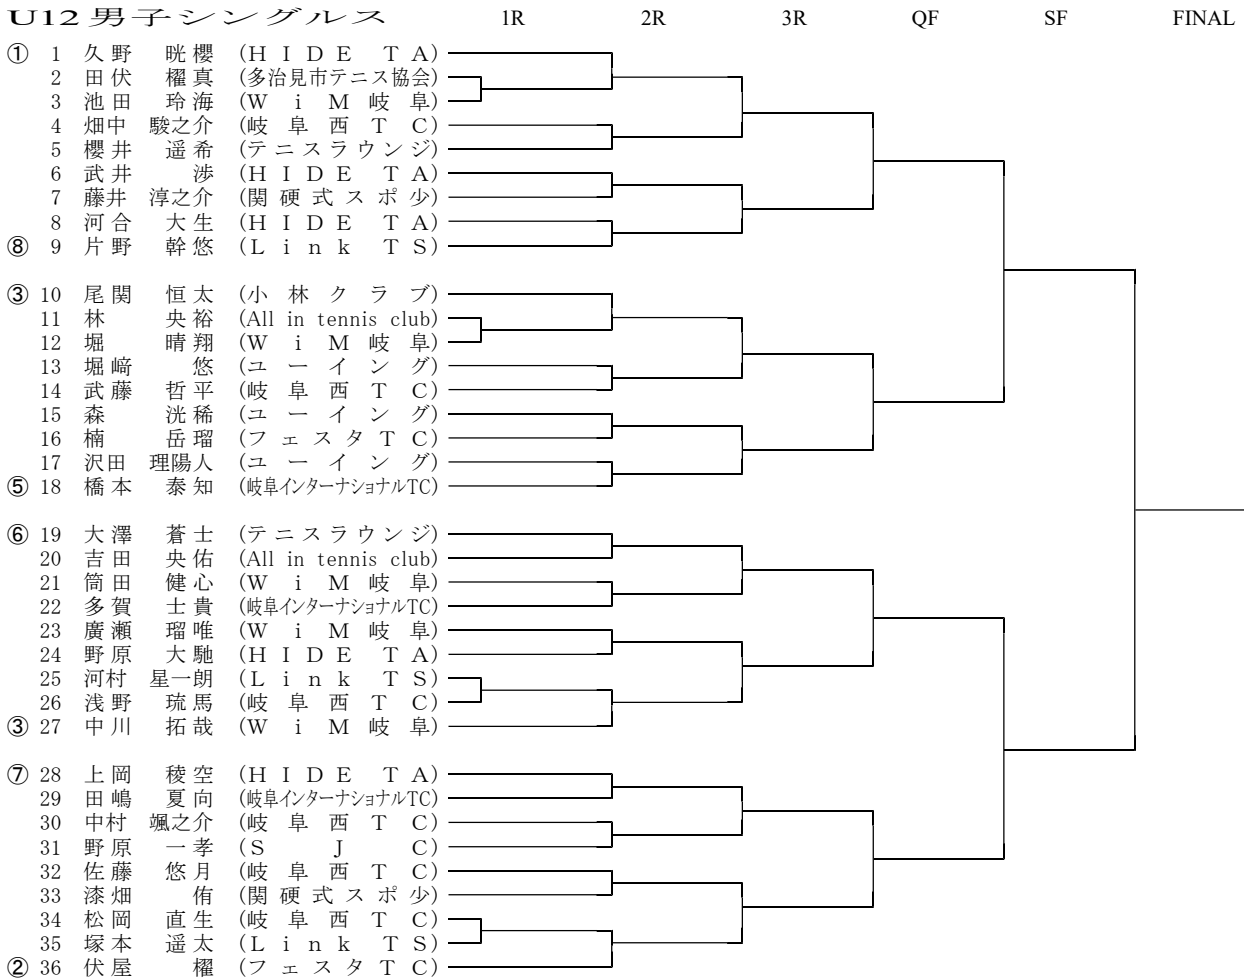 U12男子シングルス 1R 2R 3R QF SF FINAL
① 1 久野 晄櫻 (HIDE TA)
2 田伏 櫂真 (多治見市テニス協会)
3 池田 玲海 (WiM岐阜)
4 畑中 駿之介 (岐阜西TC)
5 櫻井 遥希 (テニスラウンジ)
6 武井 渉 (HIDE TA)
7 藤井 淳之介 (関硬式スポ少)
8 河合 大生 (HIDE TA)
⑧ 9 片野 幹悠 (Link TS)
③ 10 尾関 恒太 (小林クラブ)
11 林 央裕 (All in tennis club)
12 堀 晴翔 (WiM岐阜)
13 堀﨑 悠 (ユーイング)
14 武藤 哲平 (岐阜西TC)
15 森 洸稀 (ユーイング)
16 楠 岳瑠 (フェスタTC)
17 沢田 理陽人 (ユーイング)
⑤ 18 橋本 泰知 (岐阜インターナショナルTC)
⑥ 19 大澤 蒼士 (テニスラウンジ)
20 吉田 央佑 (All in tennis club)
21 筒田 健心 (WiM岐阜)
22 多賀 士貴 (岐阜インターナショナルTC)
23 廣瀬 瑠唯 (WiM岐阜)
24 野原 大馳 (HIDE TA)
25 河村 星一朗 (Link TS)
26 浅野 琉馬 (岐阜西TC)
③ 27 中川 拓哉 (WiM岐阜)
⑦ 28 上岡 稜空 (HIDE TA)
29 田嶋 夏向 (岐阜インターナショナルTC)
30 中村 颯之介 (岐阜西TC)
31 野原 一孝 (SJC)
32 佐藤 悠月 (岐阜西TC)
33 漆畑 侑 (関硬式スポ少)
34 松岡 直生 (岐阜西TC)
35 塚本 遥太 (Link TS)
② 36 伏屋 櫂 (フェスタTC)